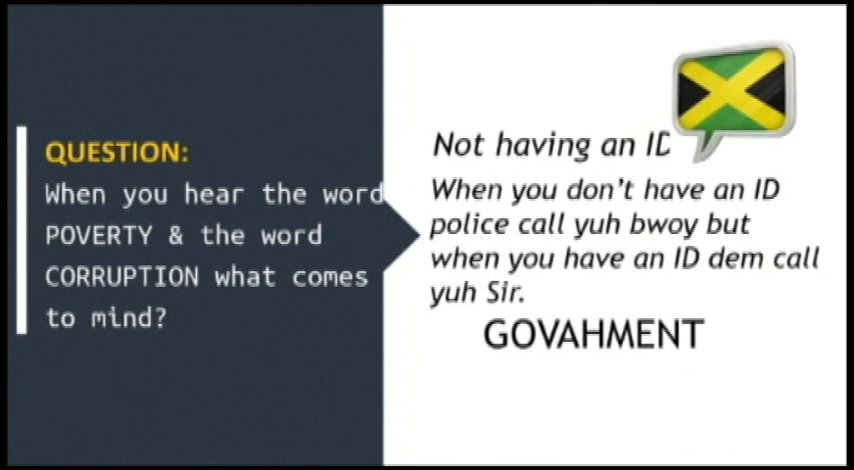 QUESTION:
When you hear the word
POVERTY & the word
CORRUPTION what comes
to mind?
Not having an ID
When you don't have an ID
police call yuh bwoy but
when you have an ID dem call
yuh Sir.
GOVAHMENT